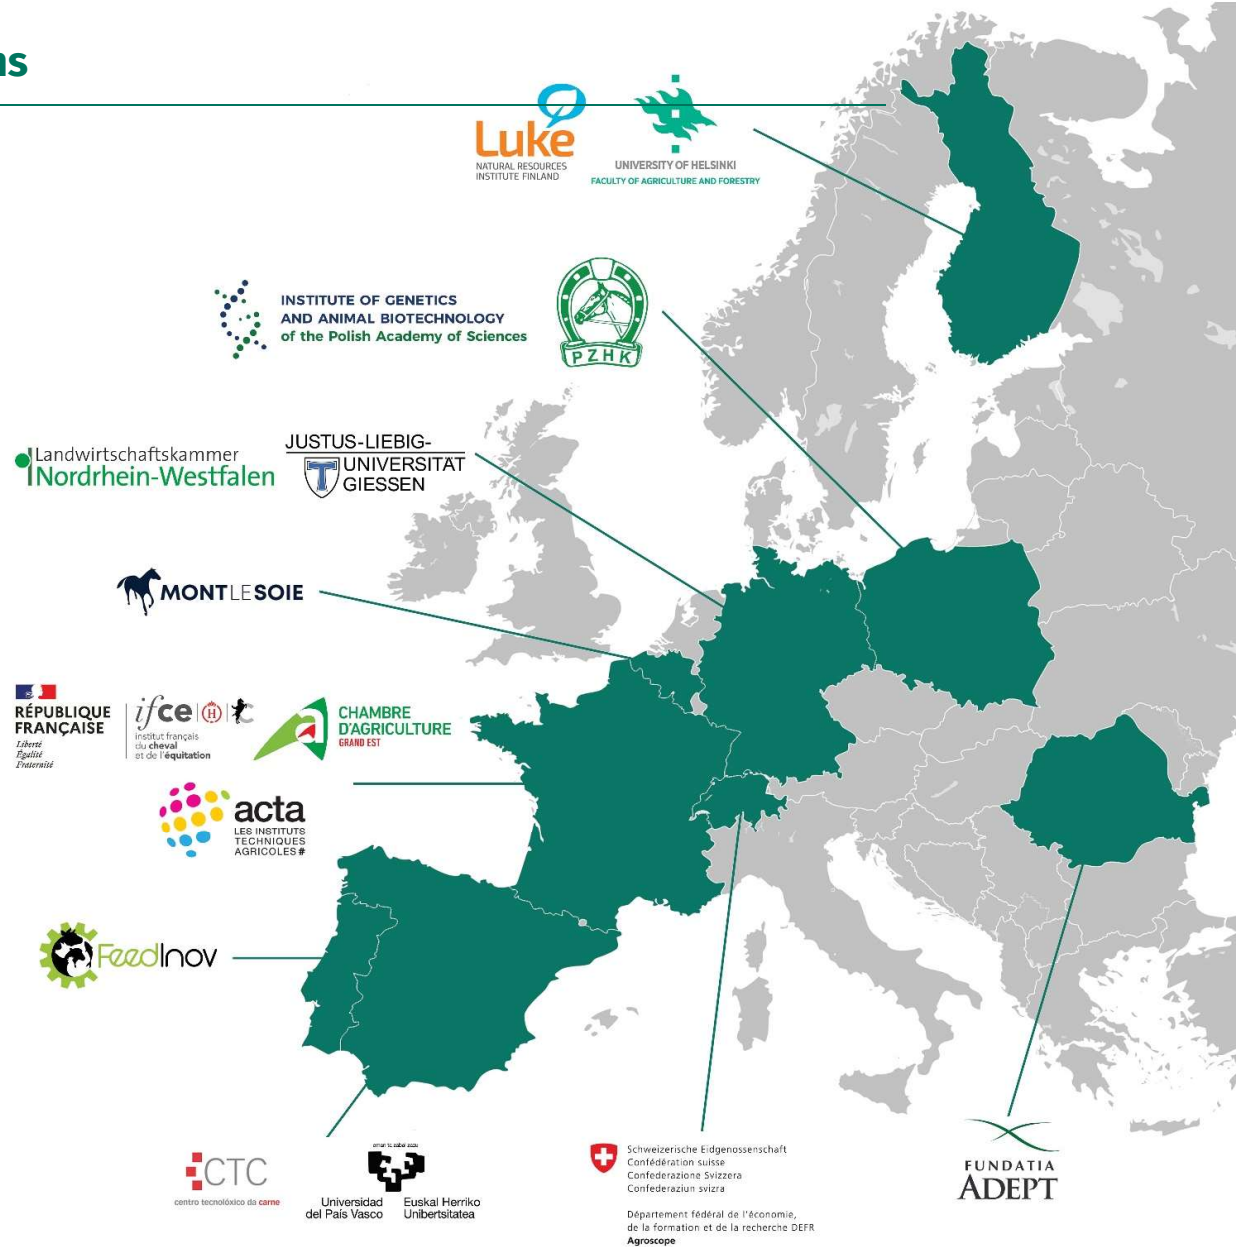 ns
Luke
NATURAL RESOURCES
INSTITUTE FINLAND
UNIVERSITY OF HELSINKI
FACULTY OF AGRICULTURE AND FORESTRY
INSTITUTE OF GENETICS
AND ANIMAL BIOTECHNOLOGY
of the Polish Academy of Sciences
PZHK
Landwirtschaftskammer
Nordrhein-Westfalen
JUSTUS-LIEBIG-
UNIVERSITÄT
GIESSEN
MONTLESOIE
RÉPUBLIQUE
FRANÇAISE
Liberté
Égalité
Fraternité
ifce
institut français
du cheval
et de l'équitation
CHAMBRE
D'AGRICULTURE
GRAND EST
acta
LES INSTITUTS
TECHNIQUES
AGRICOLES#
FeedInov
CTC
centro tecnolóxico da carne
Universidad
del País Vasco
Euskal Herriko
Unibertsitatea
Schweizerische Eidgenossenschaft
Confédération suisse
Confederazione Svizzera
Confederaziun svizra
Département fédéral de l'économie,
de la formation et de la recherche DEFR
Agroscope
FUNDATIA
ADEPT